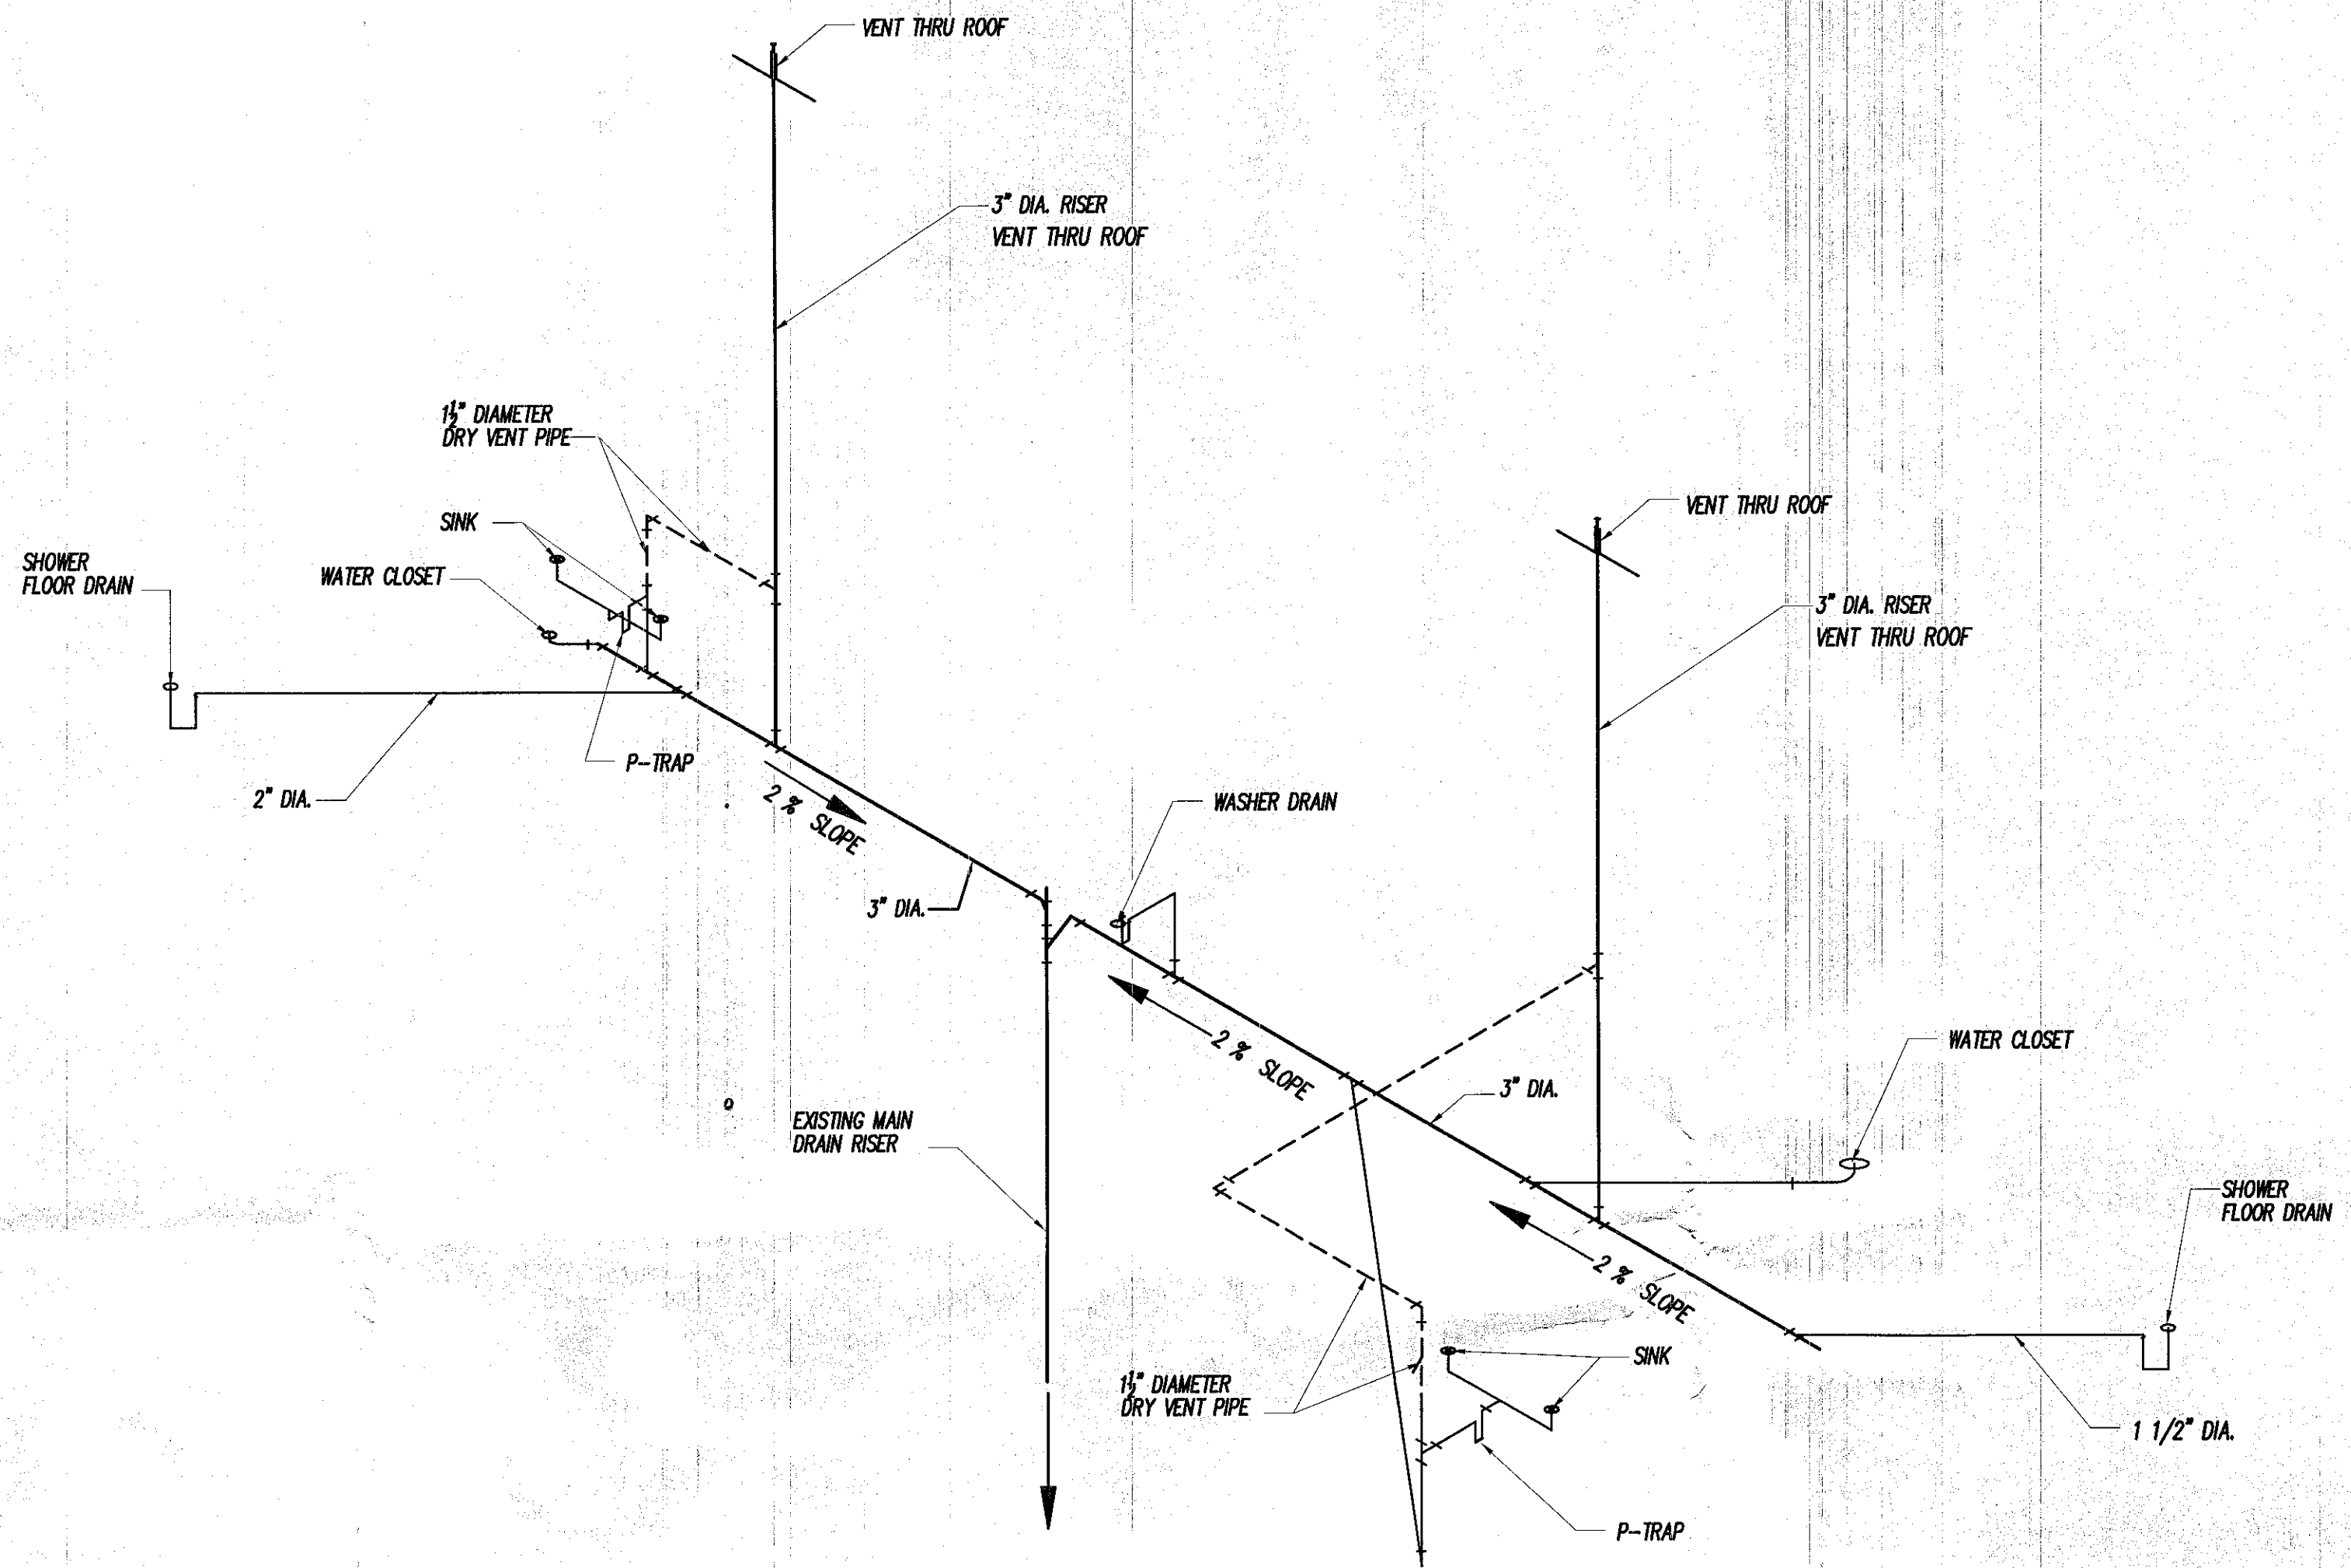 VENT THRU ROOF
3" DIA. RISER
VENT THRU ROOF
1½" DIAMETER
DRY VENT PIPE
SINK
SHOWER
FLOOR DRAIN
WATER CLOSET
VENT THRU ROOF
3" DIA. RISER
VENT THRU ROOF
P-TRAP
2" DIA.
2 % SLOPE
WASHER DRAIN
3" DIA.
2 % SLOPE
WATER CLOSET
3" DIA.
EXISTING MAIN
DRAIN RISER
SHOWER
FLOOR DRAIN
2 % SLOPE
SINK
1½" DIAMETER
DRY VENT PIPE
1 1/2" DIA.
P-TRAP